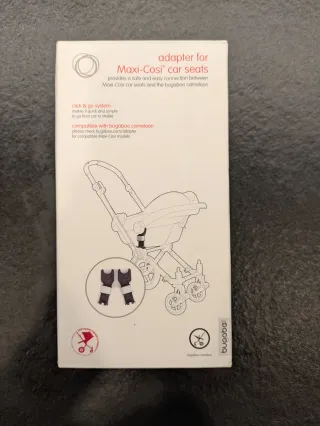 adapter for
Maxi-Cosi® car seats
provides a safe and easy connection between
Maxi-Cosi car seats and the bugaboo cameleon
click & go system
makes it quick and simple
to go from car to stroller
compatible with bugaboo cameleon
please check bugaboo.com/adapter
for compatible Maxi-Cosi models
bugaboo cameleon
bugaboo